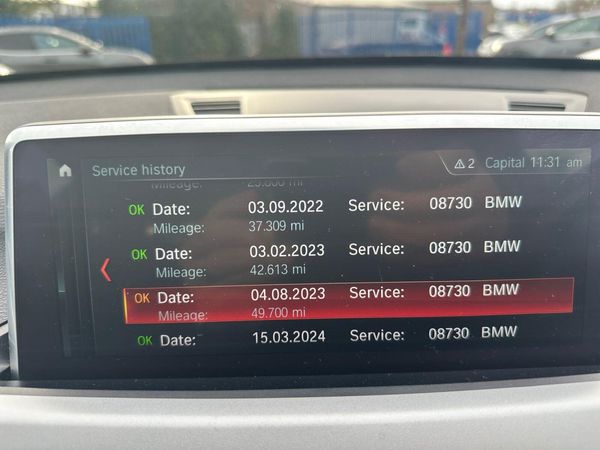 Service history
2 Capital 11:31 am
Mileage:
OK Date: 03.09.2022 Service: 08730 BMW
Mileage: 37.309 mi
OK Date: 03.02.2023 Service: 08730 BMW
Mileage: 42.613 mi
OK Date: 04.08.2023 Service: 08730 BMW
Mileage: 49.700 mi
OK Date: 15.03.2024 Service: 08730 BMW